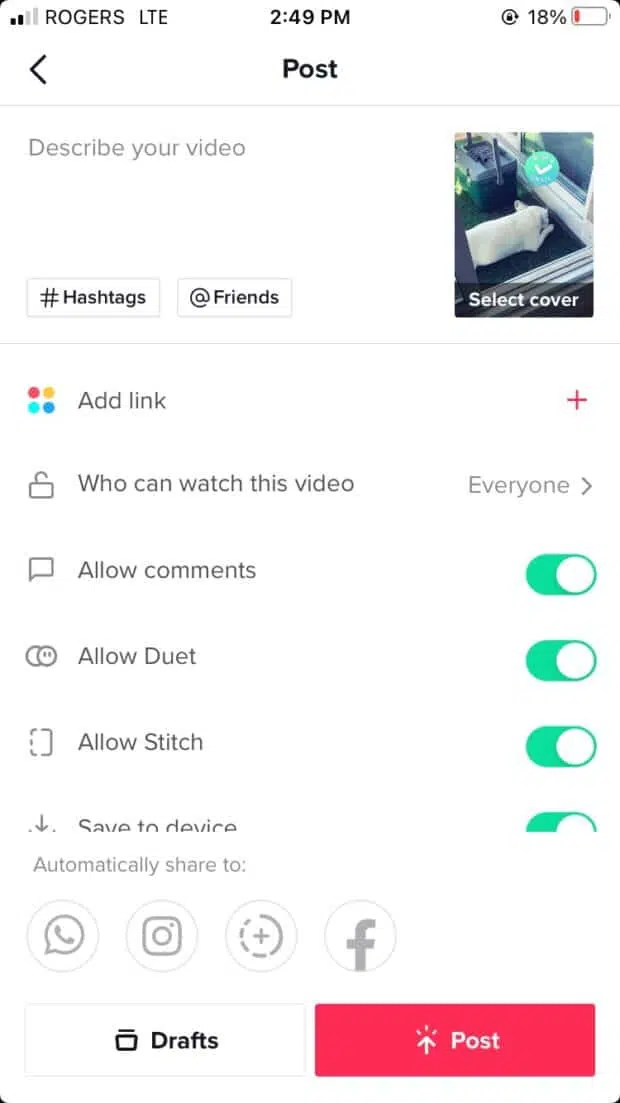 ROGERS LTE 2:49 PM 18%
Post
Describe your video
# Hashtags @ Friends
Select cover
Add link
Who can watch this video Everyone
Allow comments
Allow Duet
Allow Stitch
Save to device
Automatically share to:
Drafts Post